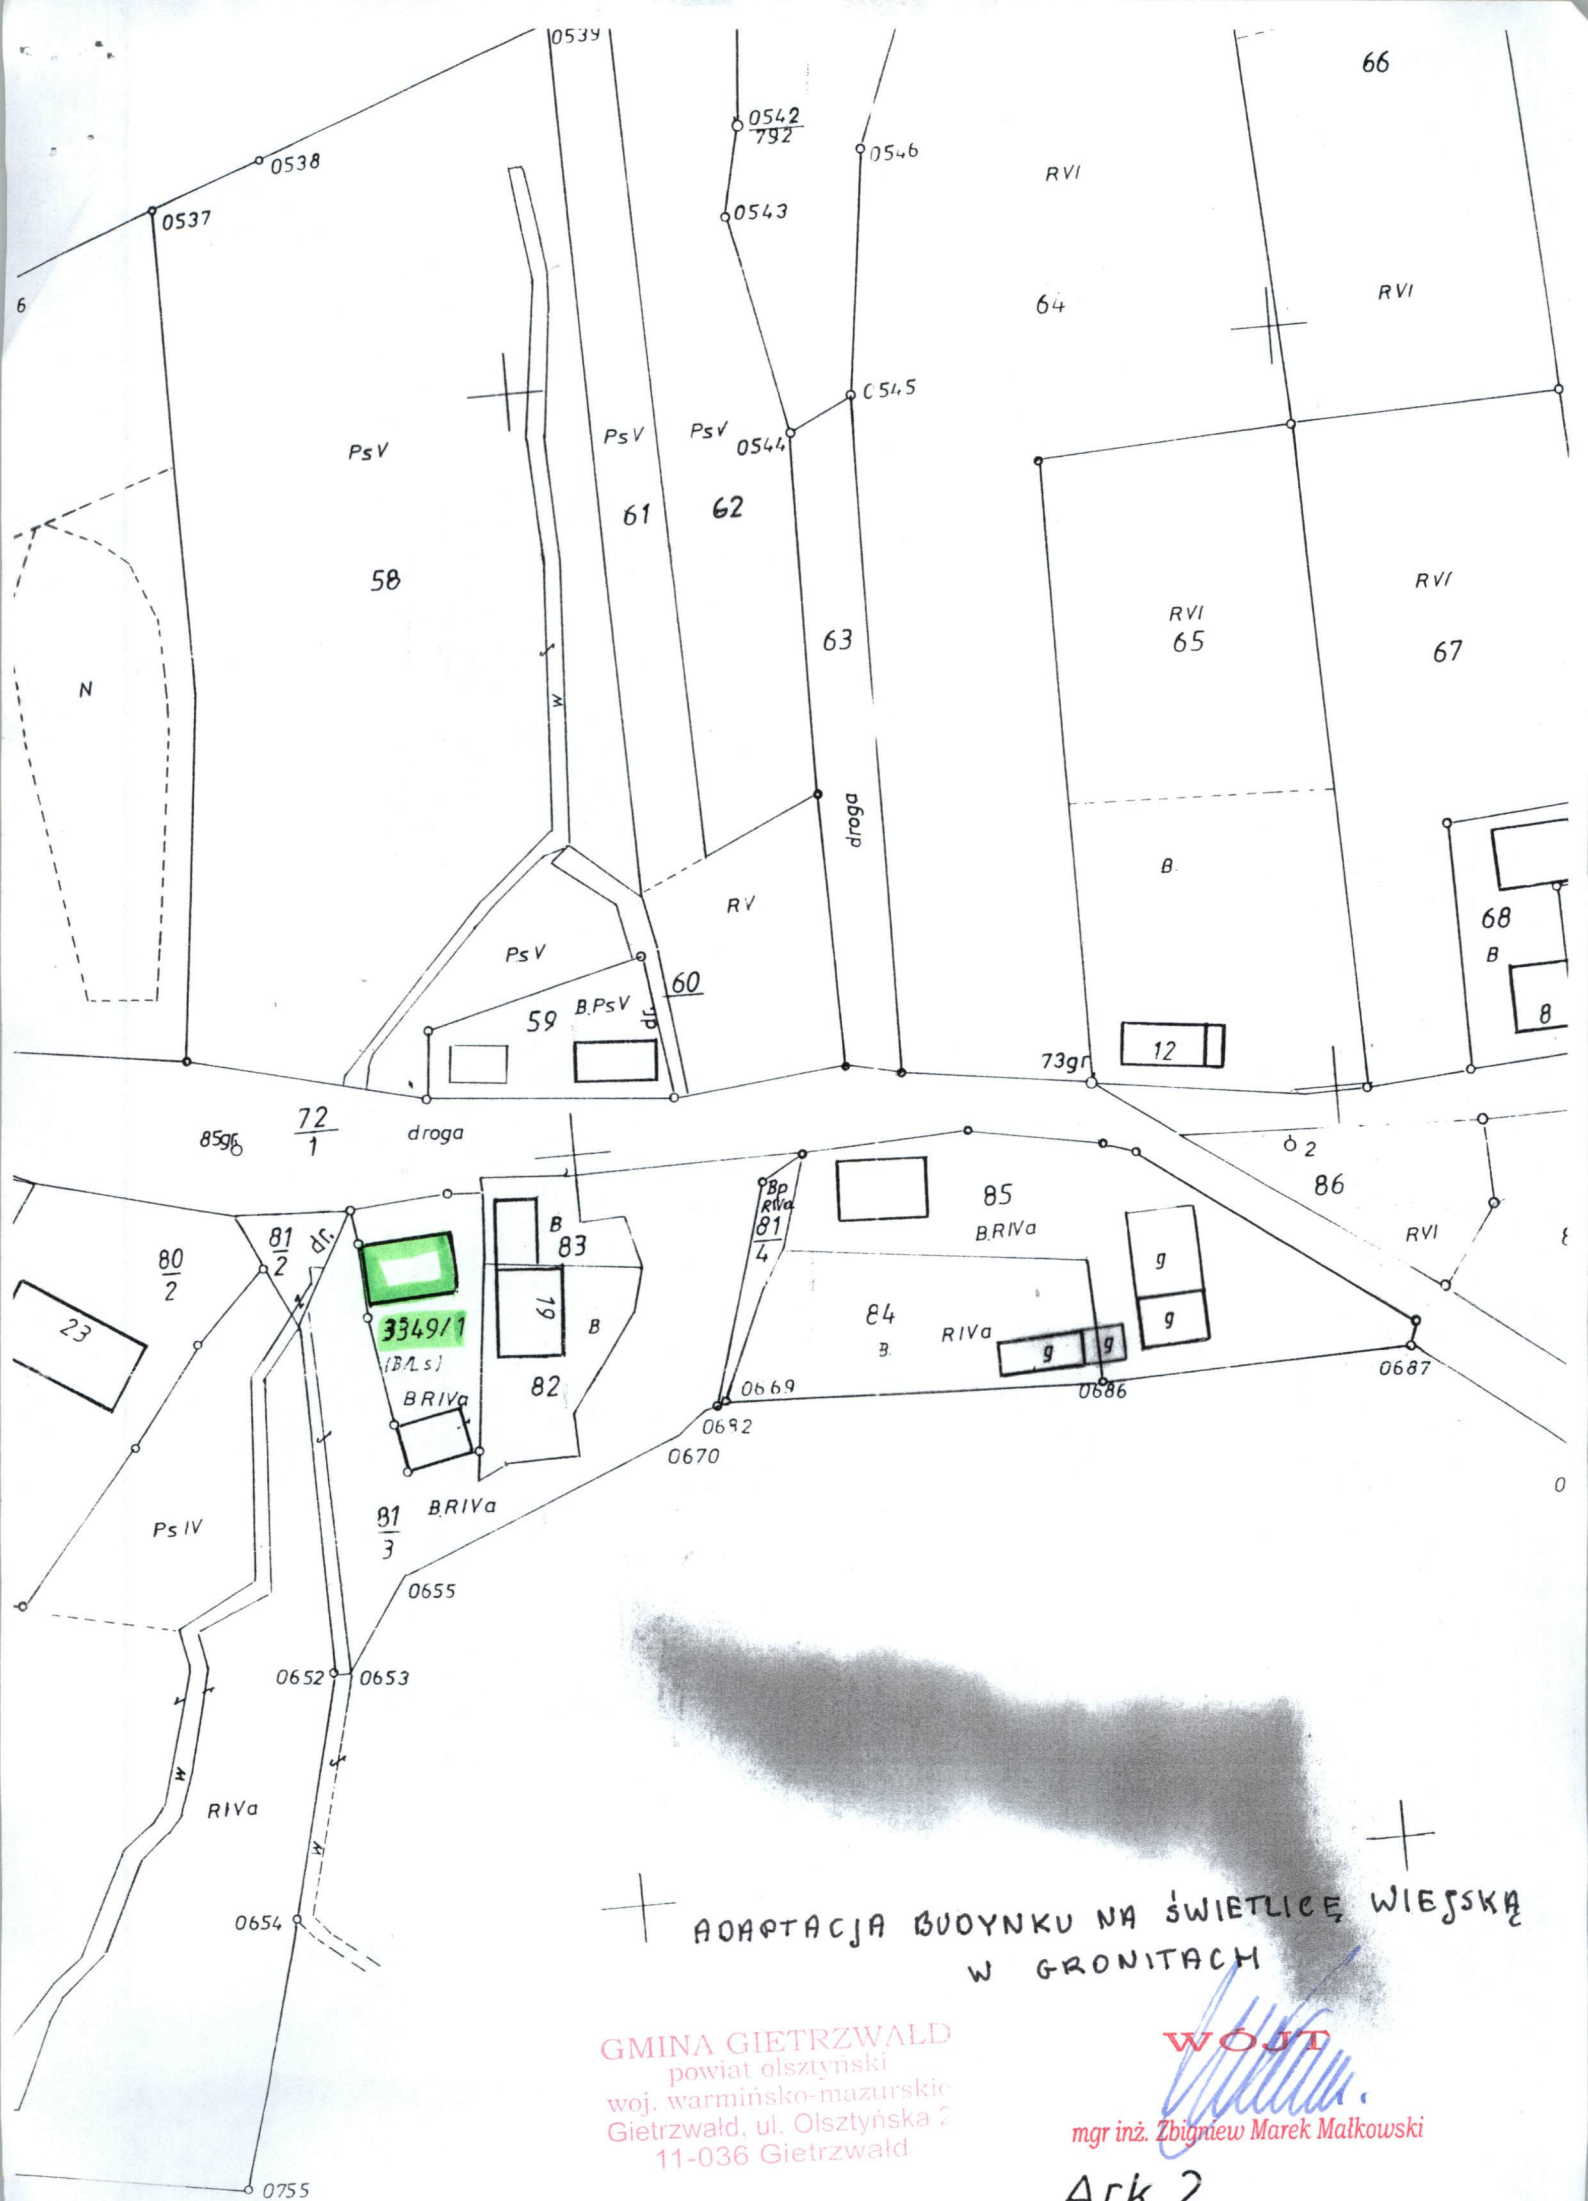 0539
66
0542
792
0538
0546
RVI
0537
0543
6
64
RVI
0545
PsV
PsV
PsV
0544
61
62
58
RVI
RVI
65
63
67
N
droga
B.
RV
68
PsV
B
60
59
B.PsV
dr.
8
12
73gr
85gr
72
1
droga
2
Bp
RIVa
81
4
85
86
B.RIVa
RVI
81
2
dr.
B
83
80
2
g
23
3349/1
19
B
84
RIVa
g
B.
g
g
(B/Ls)
82
0669
0686
0687
BRIVa
0692
0670
0
81
3
B.RIVa
PsIV
0655
0652
0653
RIVa
ADAPTACJA BUDYNKU NA ŚWIETLICĘ WIEJSKĄ
W GRONITACH
0654
GMINA GIETRZWAŁD
powiat olsztyński
woj. warmińsko-mazurskie
Gietrzwałd, ul. Olsztyńska 2
11-036 Gietrzwałd
WÓJT
mgr inż. Zbigniew Marek Małkowski
0755
Ark 2